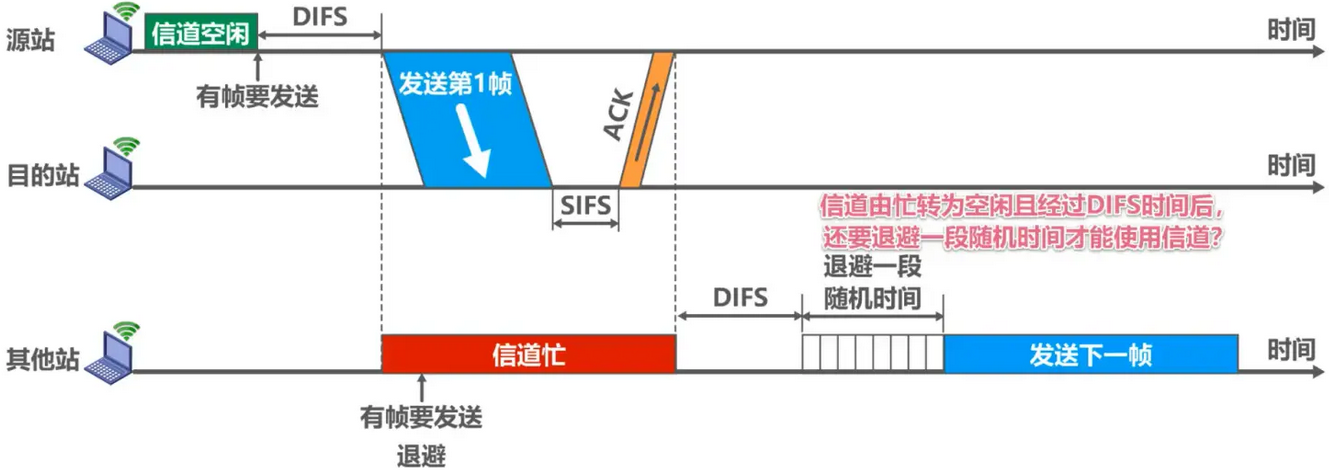 源站
信道空闲
DIFS
时间
有帧要发送
发送第1帧
ACK
目的站
时间
SIFS
信道由忙转为空闲且经过DIFS时间后，
还要退避一段随机时间才能使用信道？
退避一段
随机时间
DIFS
其他站
信道忙
发送下一帧
时间
有帧要发送
退避